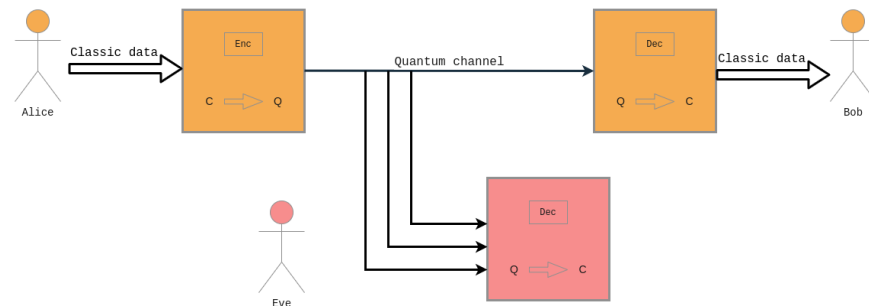 Classic data
Alice
Enc
C Q
Quantum channel
Dec
Q C
Classic data
Bob
Eve
Dec
Q C